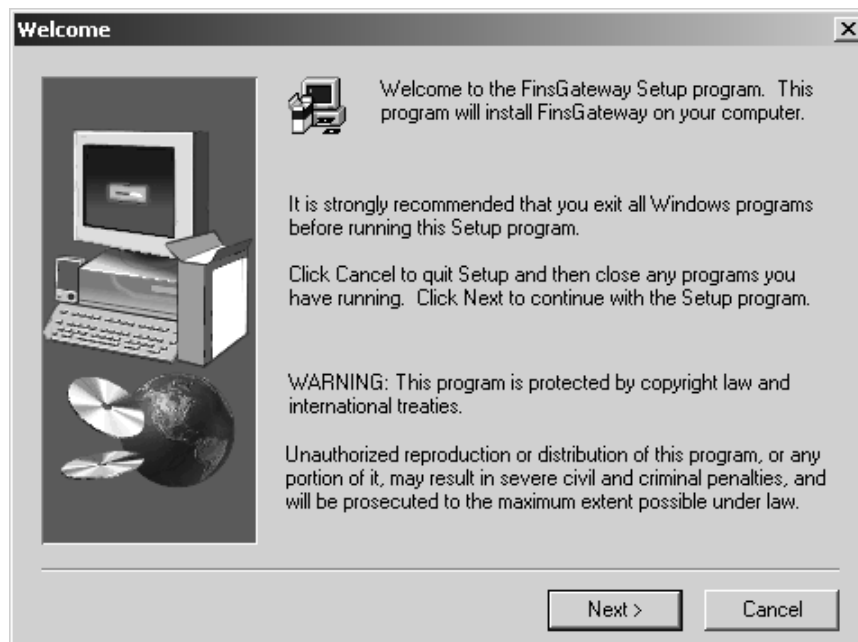 Welcome
Welcome to the FinsGateway Setup program. This
program will install FinsGateway on your computer.
It is strongly recommended that you exit all Windows programs
before running this Setup program.
Click Cancel to quit Setup and then close any programs you
have running. Click Next to continue with the Setup program.
WARNING: This program is protected by copyright law and
international treaties.
Unauthorized reproduction or distribution of this program, or any
portion of it, may result in severe civil and criminal penalties, and
will be prosecuted to the maximum extent possible under law.
Next >
Cancel